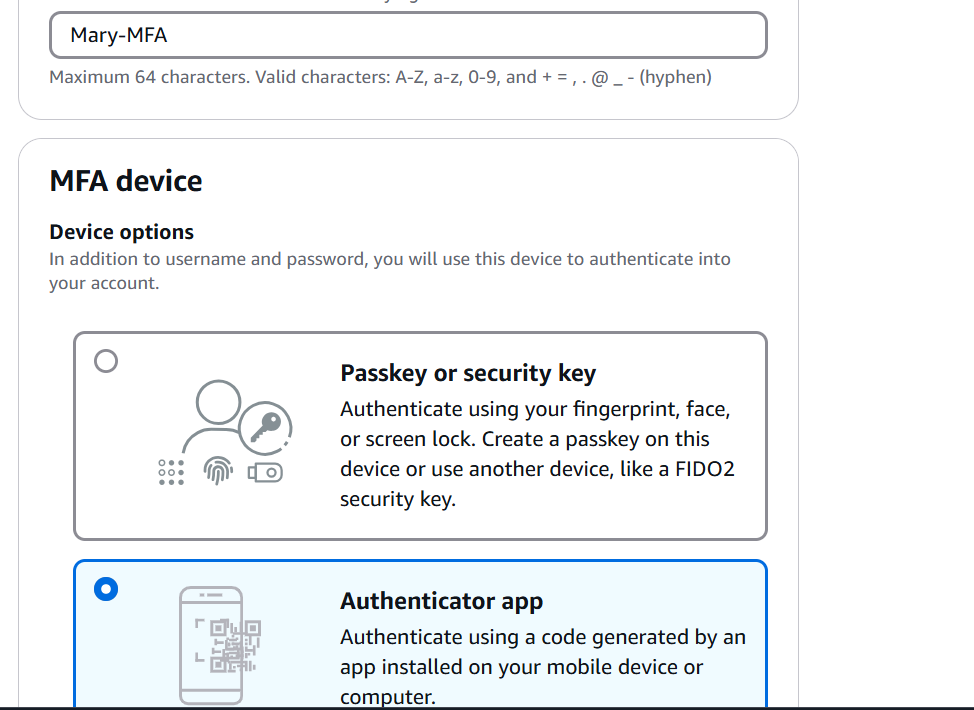 Mary-MFA
Maximum 64 characters. Valid characters: A-Z, a-z, 0-9, and + = , . @ _ - (hyphen)
MFA device
Device options
In addition to username and password, you will use this device to authenticate into
your account.
Passkey or security key
Authenticate using your fingerprint, face,
or screen lock. Create a passkey on this
device or use another device, like a FIDO2
security key.
Authenticator app
Authenticate using a code generated by an
app installed on your mobile device or
computer.